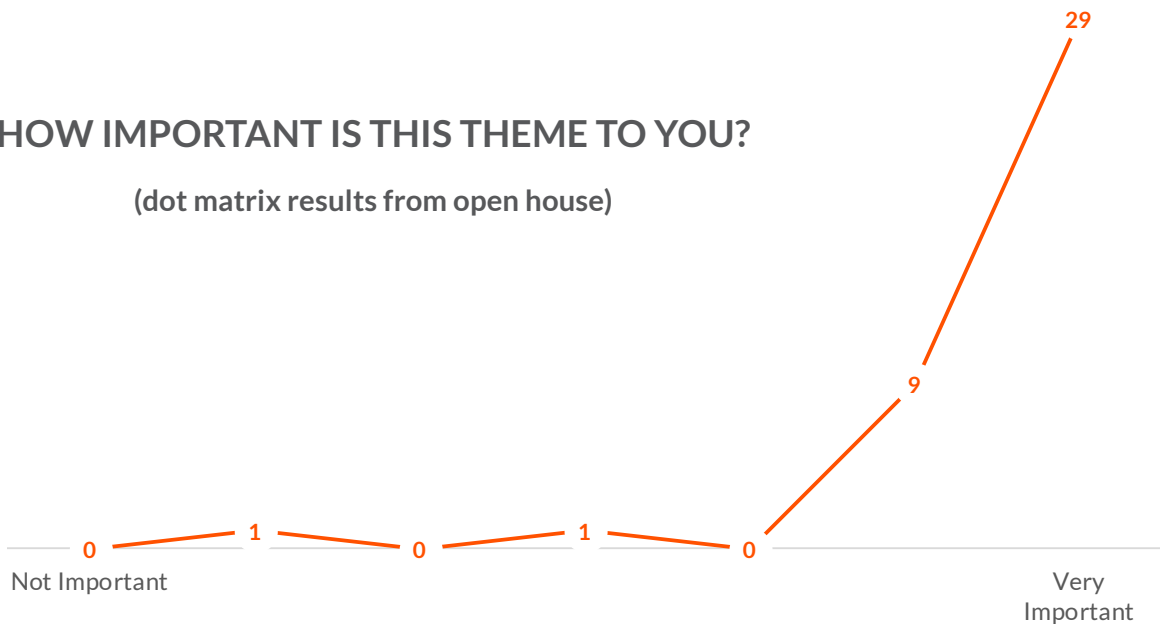 29
HOW IMPORTANT IS THIS THEME TO YOU?
(dot matrix results from open house)
9
0 1 0 1 0
Not Important
Very
Important